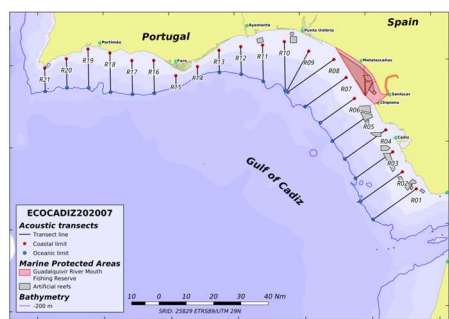 Portugal
Spain
Ayamonte
Punta Umbria
Portimão
Faro
Matalascañas
Sanlucar
Chipiona
Cadiz
R21
R20
R19
R18
R17
R16
R15
R14
R13
R12
R11
R10
R09
R08
R07
R06
R05
R04
R03
R02
R01
Gulf of Cadiz
ECOCADIZ202007
Acoustic transects
Transect line
Coastal limit
Oceanic limit
Marine Protected Areas
Guadalquivir River Mouth
Fishing Reserve
Artificial reefs
Bathymetry
-200 m
10 0 10 20 30 40 Nm
SRID: 25829 ETRS89/UTM 29N